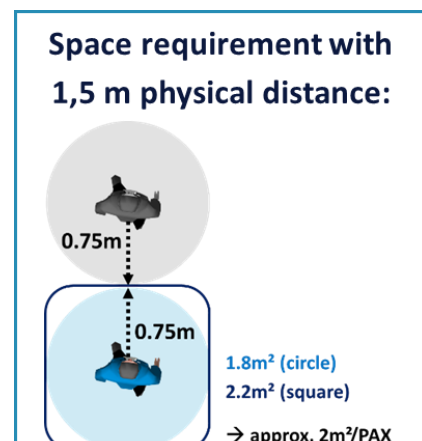 Space requirement with
1,5 m physical distance:
0.75m
0.75m
1.8m² (circle)
2.2m² (square)
→ approx. 2m²/PAX